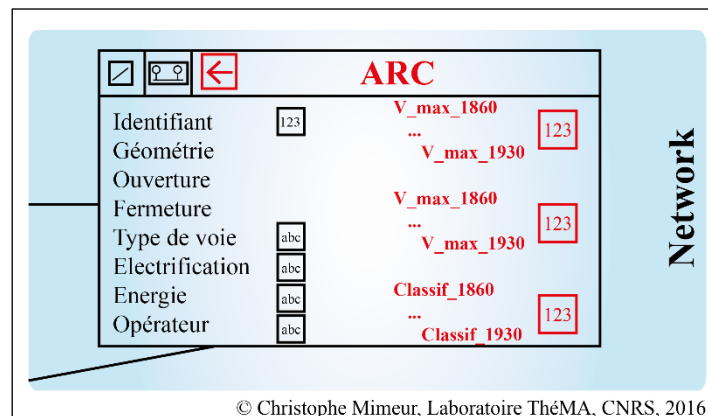 ARC
Identifiant 123
Géométrie
Ouverture
Fermeture
Type de voie abc
Electrification abc
Energie abc
Opérateur abc
V_max_1860
...
V_max_1930
123
V_max_1860
...
V_max_1930
123
Classif_1860
...
Classif_1930
123
Network
© Christophe Mimeur, Laboratoire ThéMA, CNRS, 2016